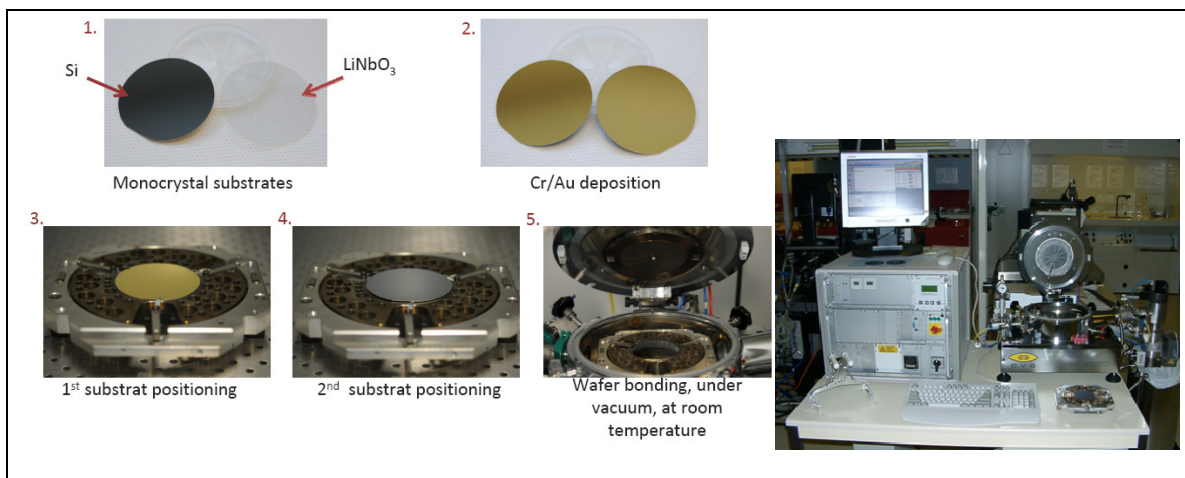 1.
2.
Si
LiNbO₃
Monocrystal substrates
Cr/Au deposition
3.
4.
5.
1st substrat positioning
2nd substrat positioning
Wafer bonding, under
vacuum, at room
temperature